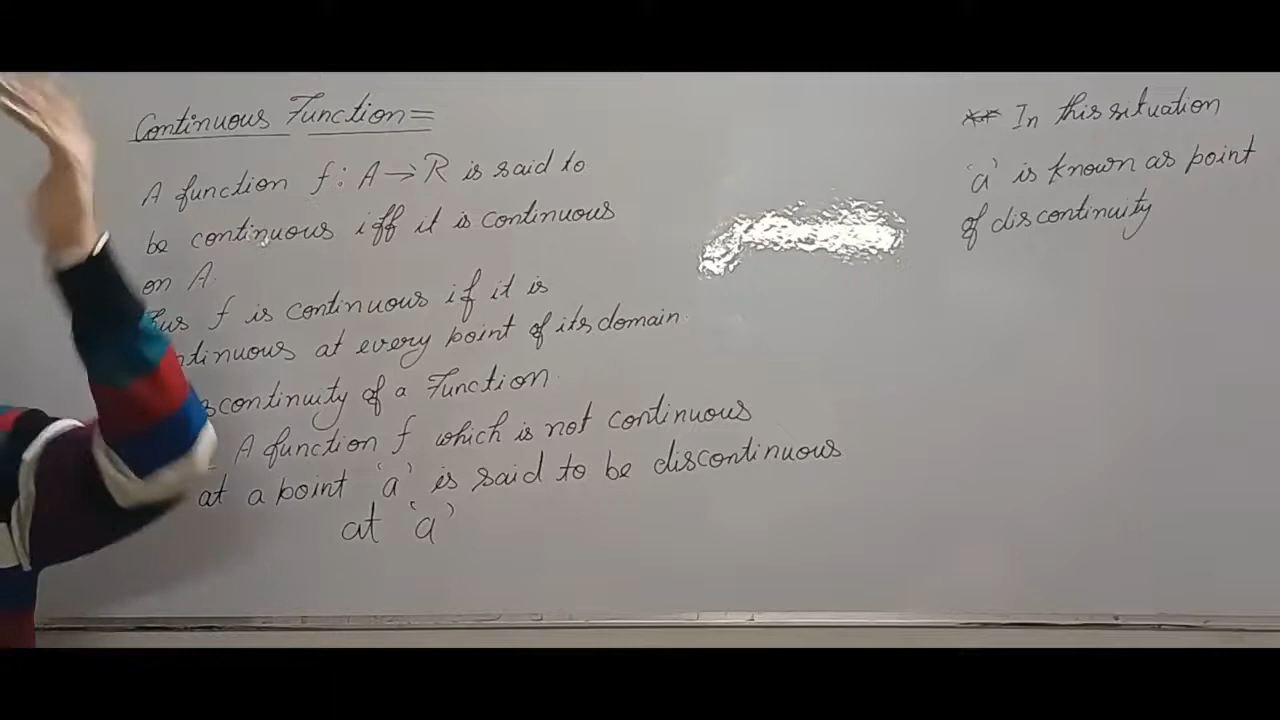 Continuous Function =
A function f : A → R is said to
be continuous iff it is continuous
on A.
f is continuous if it is
at every point of its domain.
of a Function.
A function f which is not continuous
at a point 'a' is said to be discontinuous
at 'a'
** In this situation
'a' is known as point
of discontinuity